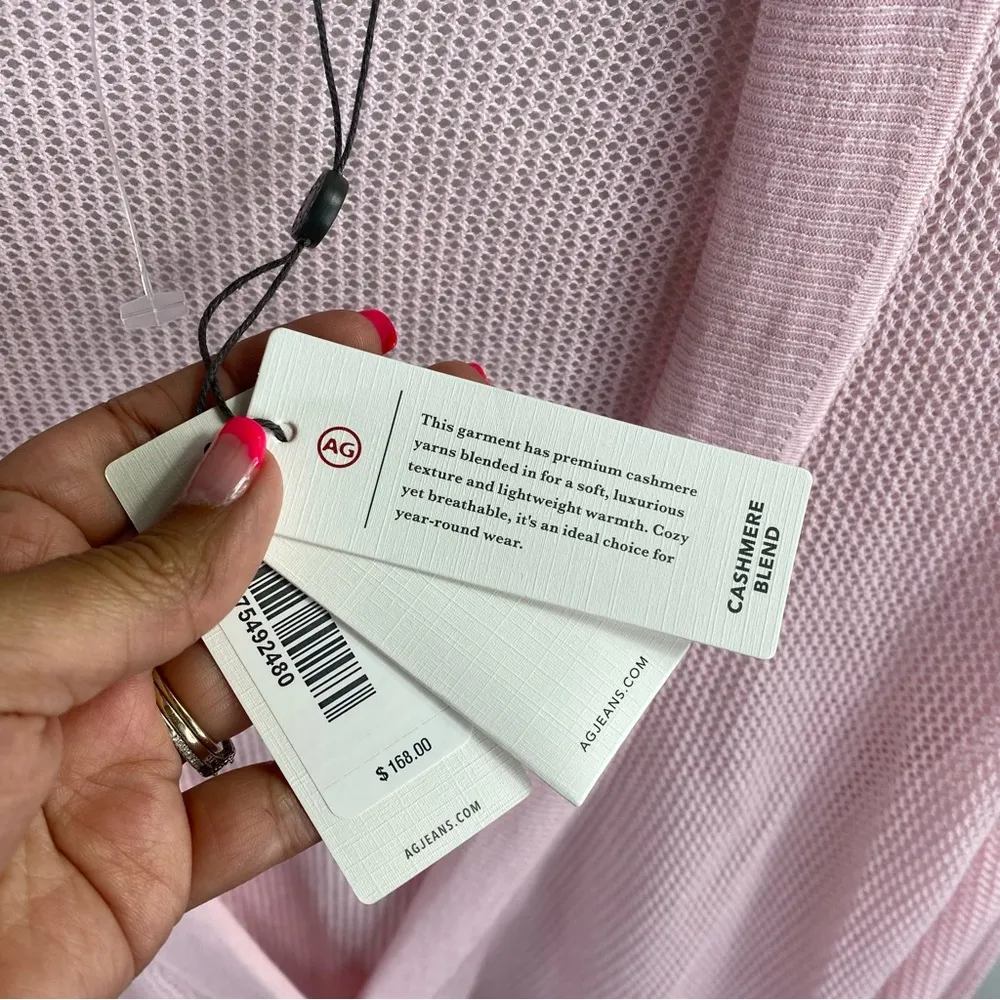 AG
This garment has premium cashmere
yarns blended in for a soft, luxurious
texture and lightweight warmth. Cozy
yet breathable, it's an ideal choice for
year-round wear.
CASHMERE
BLEND
75492480
$168.00
AGJEANS.COM
AGJEANS.COM